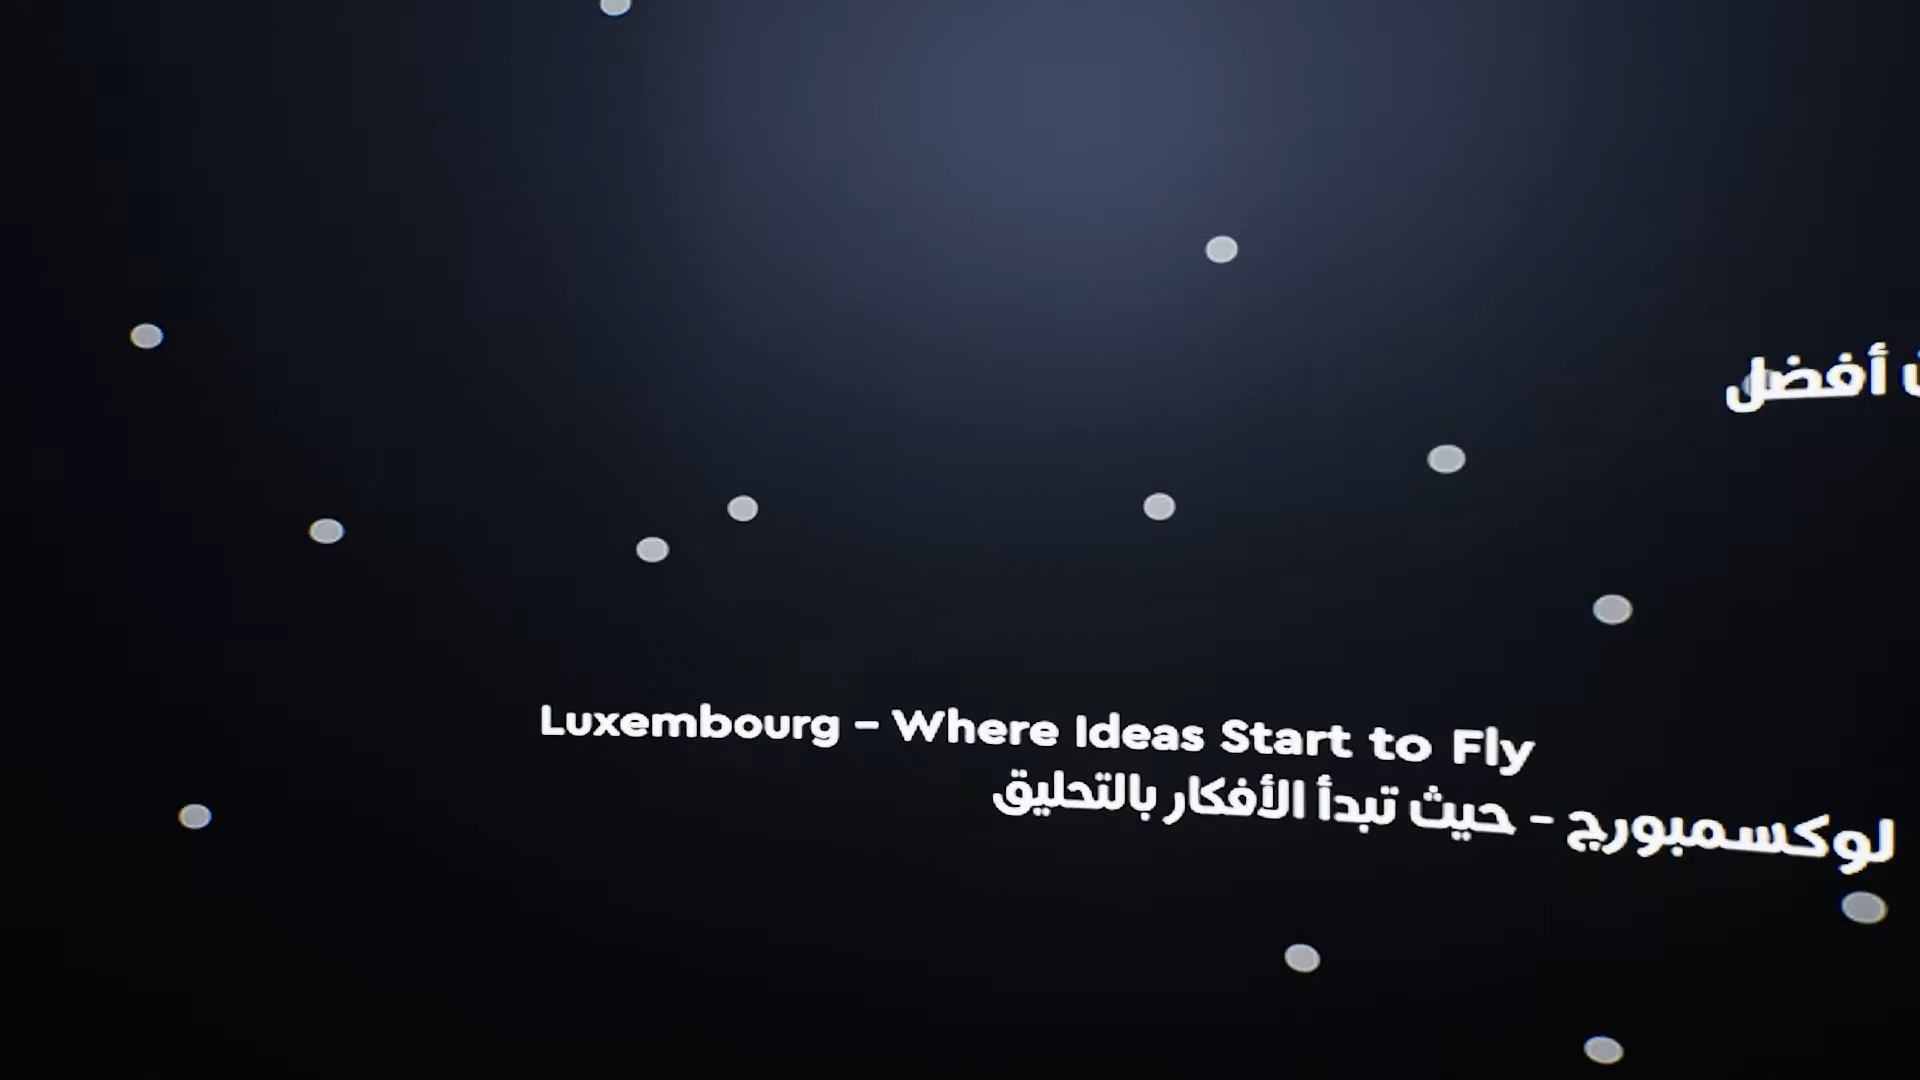 أفضل
Luxembourg – Where Ideas Start to Fly
لوكسمبورج – حيث تبدأ الأفكار بالتحليق